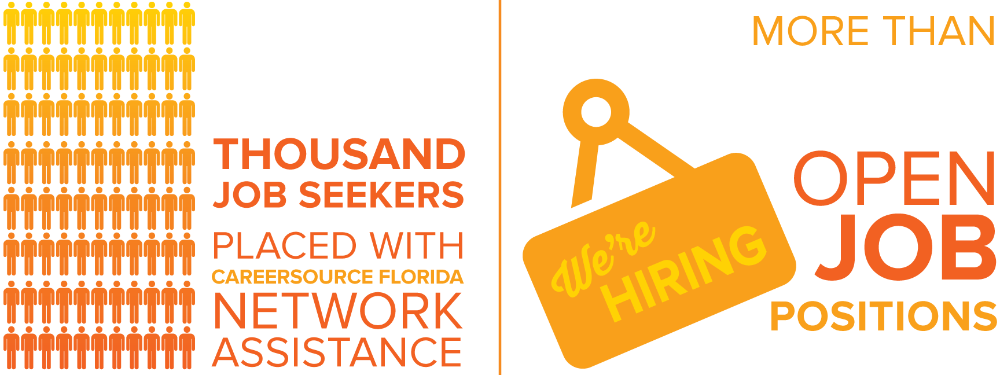 THOUSAND
JOB SEEKERS
PLACED WITH
CAREERSOURCE FLORIDA
NETWORK
ASSISTANCE
MORE THAN
We're
HIRING
OPEN
JOB
POSITIONS